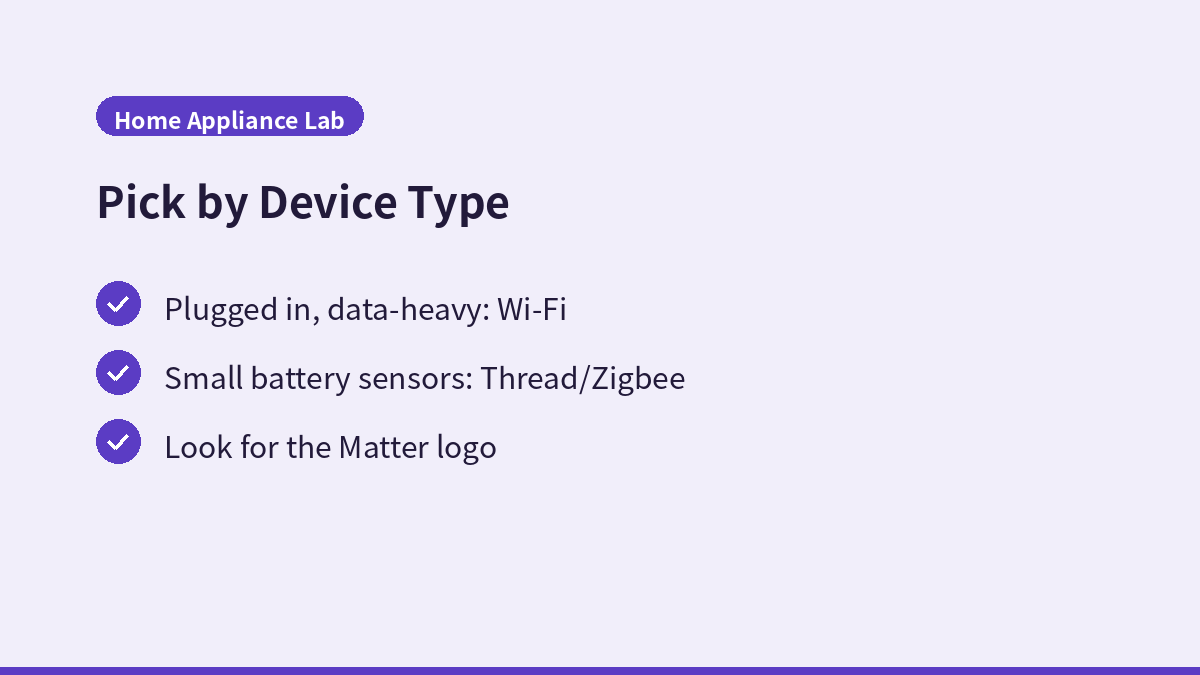 Home Appliance Lab
Pick by Device Type
Plugged in, data-heavy: Wi-Fi
Small battery sensors: Thread/Zigbee
Look for the Matter logo